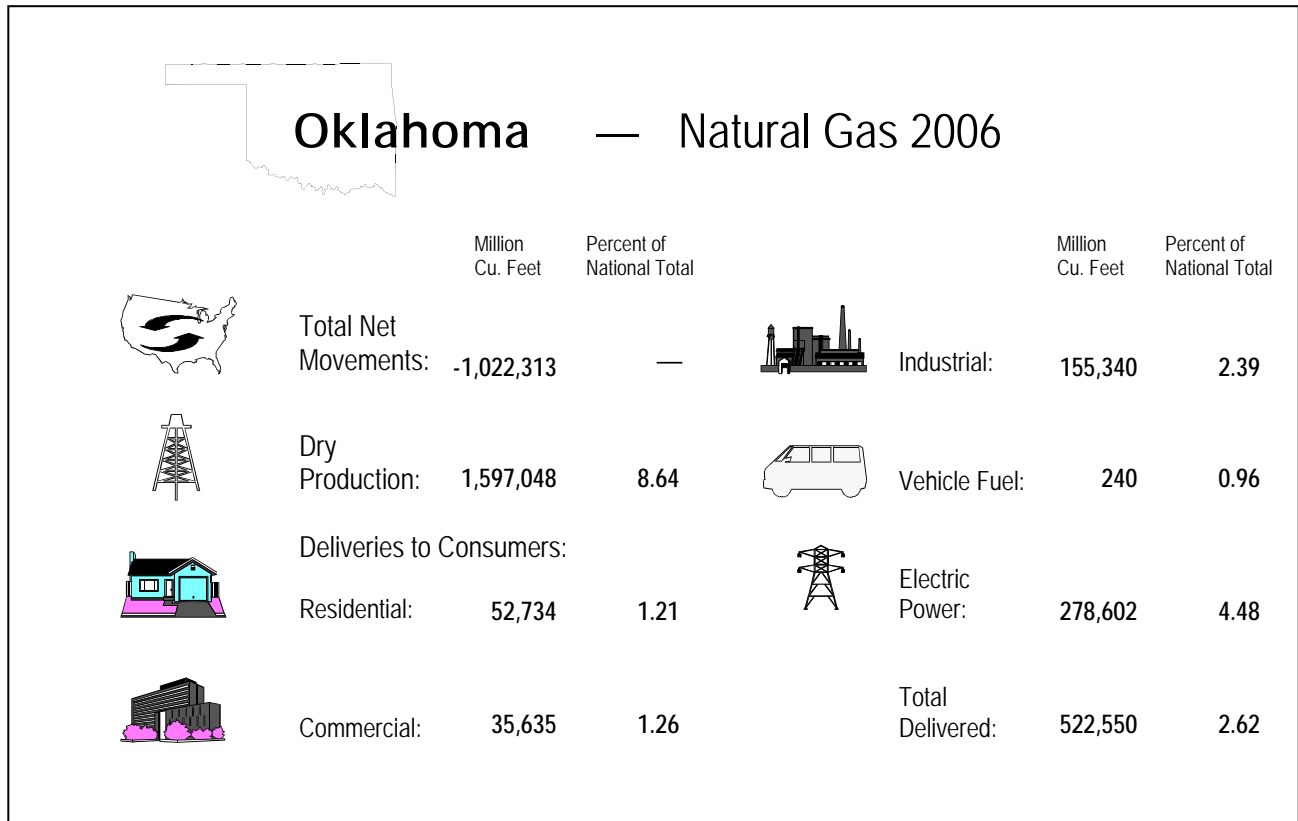 Oklahoma — Natural Gas 2006
Million Cu. Feet
Percent of National Total
Total Net
Movements: -1,022,313 —
Dry
Production: 1,597,048 8.64
Deliveries to Consumers:
Residential: 52,734 1.21
Commercial: 35,635 1.26
Million Cu. Feet
Percent of National Total
Industrial: 155,340 2.39
Vehicle Fuel: 240 0.96
Electric
Power: 278,602 4.48
Total
Delivered: 522,550 2.62